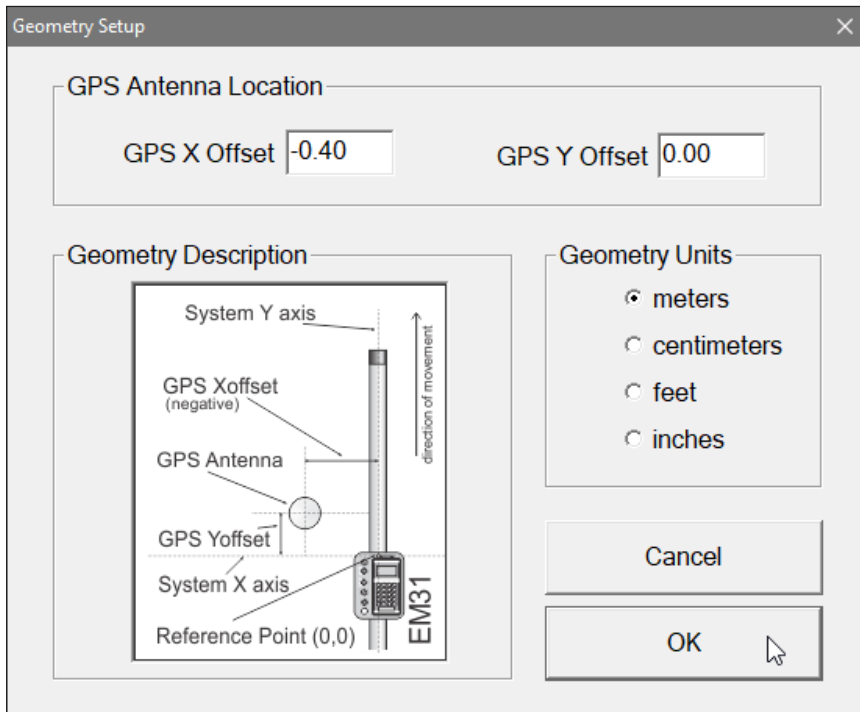 Geometry Setup
GPS Antenna Location
GPS X Offset -0.40
GPS Y Offset 0.00
Geometry Description
System Y axis
GPS Xoffset
(negative)
direction of movement
GPS Antenna
GPS Yoffset
System X axis
Reference Point (0,0)
EM31
Geometry Units
meters
centimeters
feet
inches
Cancel
OK